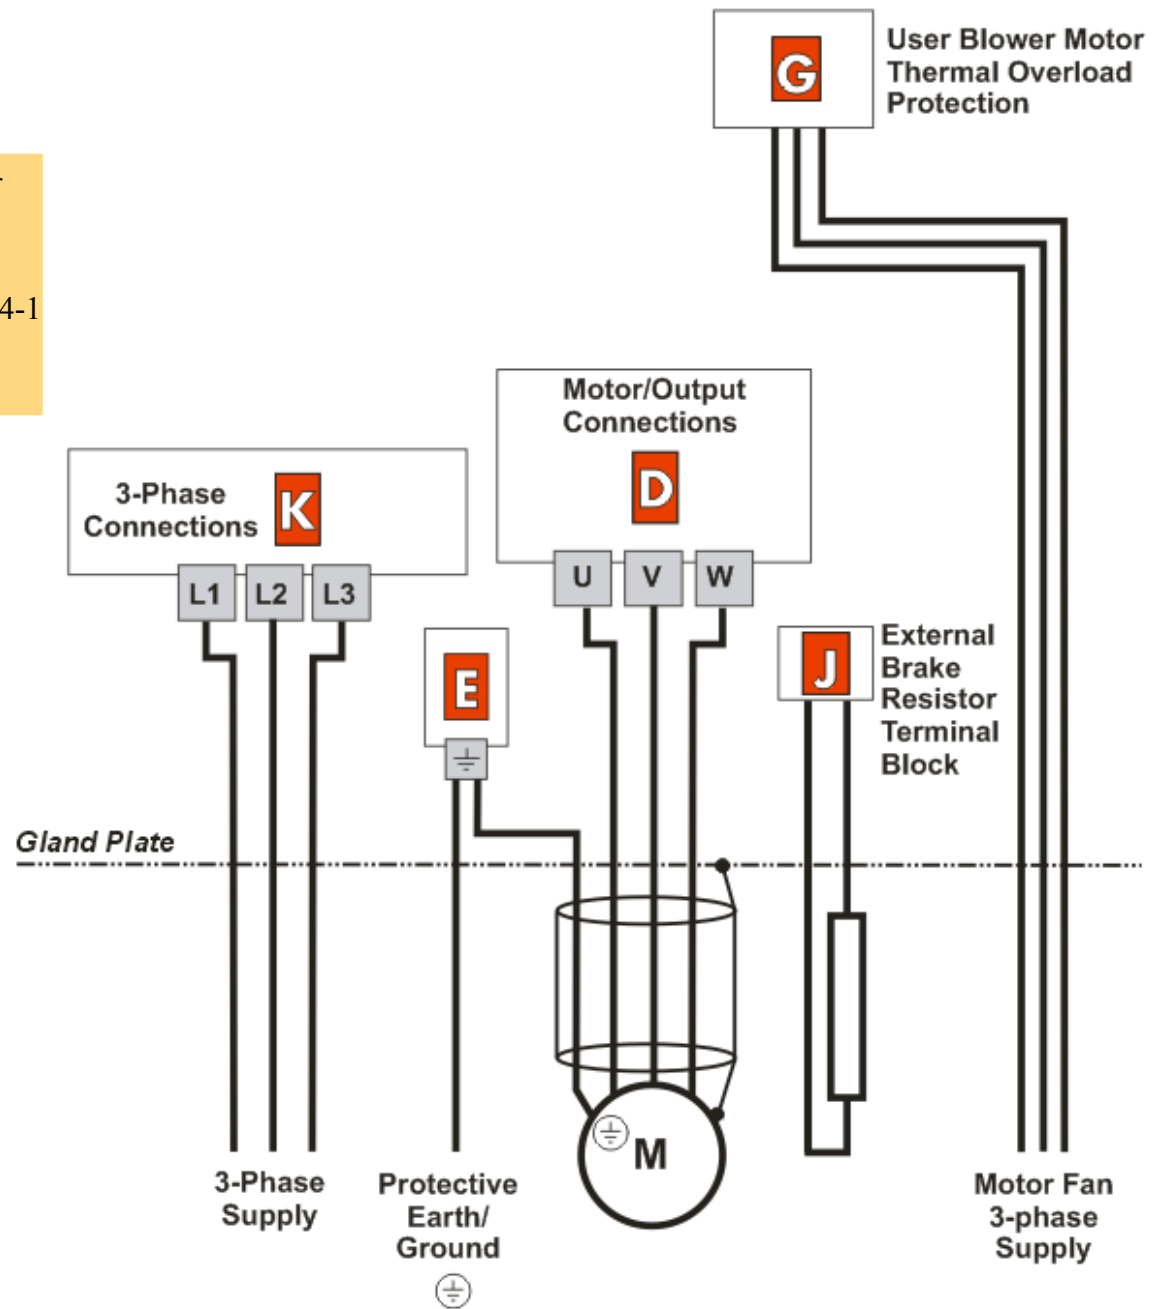 G
User Blower Motor
Thermal Overload
Protection
4-1
Motor/Output
Connections
D
3-Phase
Connections
K
U
V
W
L1
L2
L3
E
J
External
Brake
Resistor
Terminal
Block
Gland Plate
M
3-Phase
Supply
Protective
Earth/
Ground
Motor Fan
3-phase
Supply